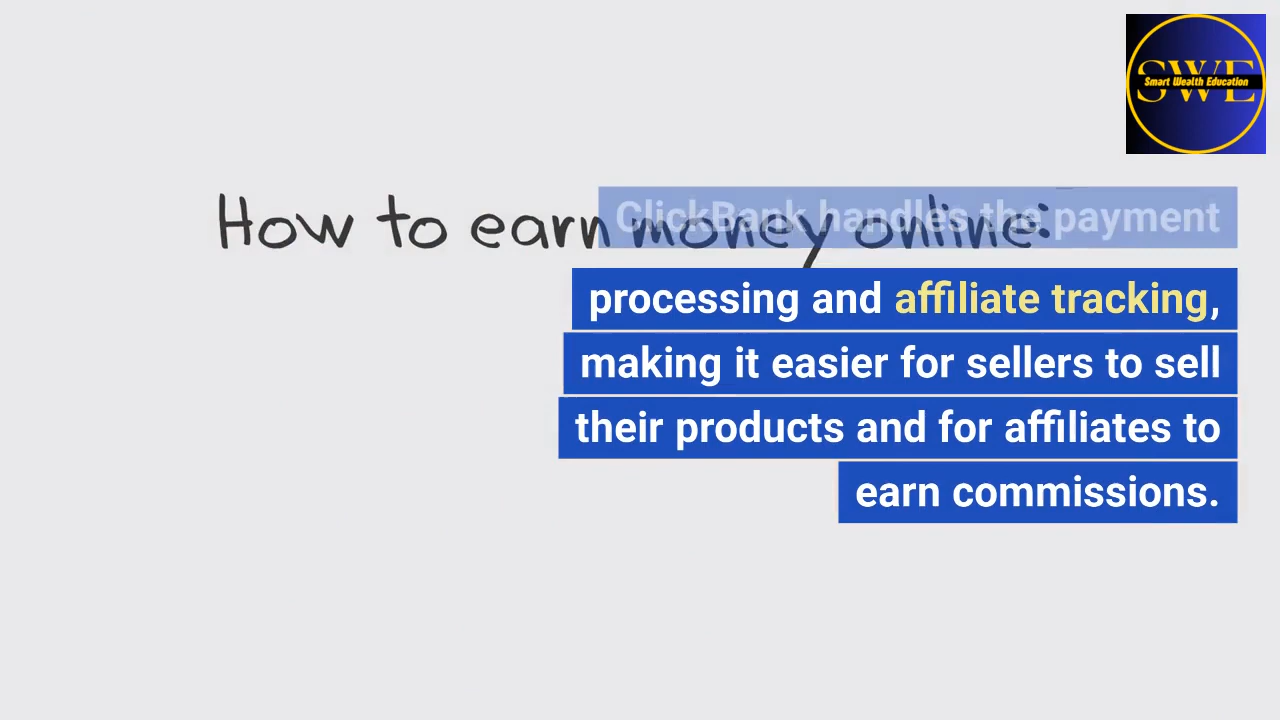 SWE
Smart Wealth Education
How to earn money online:
ClickBank handles the payment
processing and affiliate tracking,
making it easier for sellers to sell
their products and for affiliates to
earn commissions.